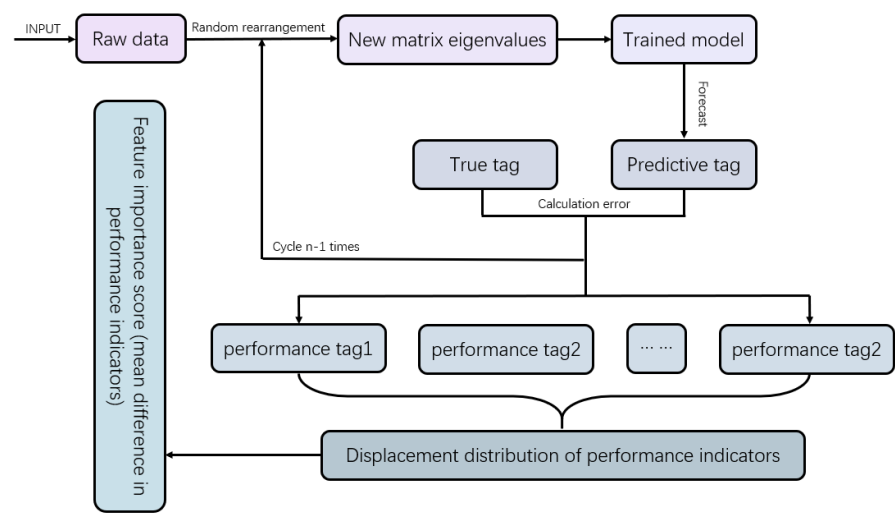 INPUT
Raw data
Random rearrangement
New matrix eigenvalues
Trained model
Forecast
True tag
Predictive tag
Calculation error
Cycle n-1 times
performance tag1
performance tag2
... ...
performance tag2
Displacement distribution of performance indicators
Feature importance score (mean difference in
performance indicators)